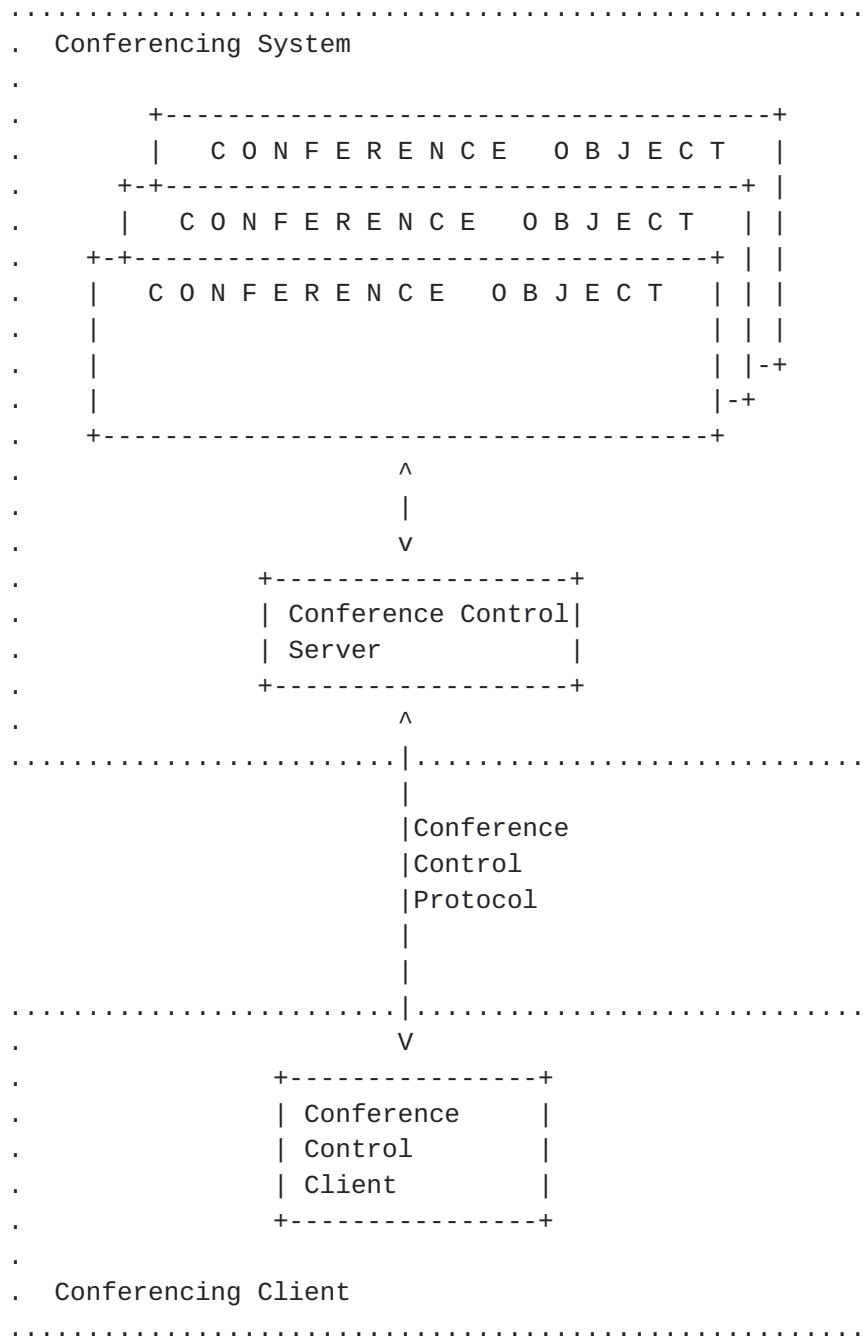 Conferencing System
C O N F E R E N C E   O B J E C T
C O N F E R E N C E   O B J E C T
C O N F E R E N C E   O B J E C T
Conference Control
Server
Conference
Control
Protocol
Conference
Control
Client
Conferencing Client